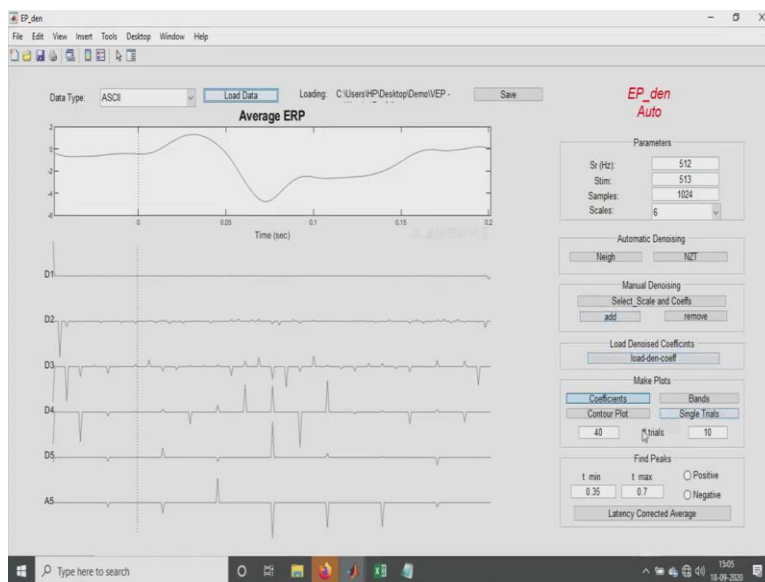 EP_den
File Edit View Insert Tools Desktop Window Help
Data Type: ASCII Load Data Loading: C:\Users\HP\Desktop\Demo\VEP - Save
EP_den
Auto
Average ERP
2
0
-2
-4
-6
0 0.05 0.1 0.15 0.2
Time (sec)
D1
D2
D3
D4
D5
A5
Parameters
Sr (Hz): 512
Stim: 513
Samples: 1024
Scales: 6
Automatic Denoising
Neigh NZT
Manual Denoising
Select_Scale and Coeffs
add remove
Load Denoised Coefficints
load-den-coeff
Make Plots
Coefficients Bands
Contour Plot Single Trials
40 # trials 10
Find Peaks
t min t max Positive
0.35 0.7 Negative
Latency Corrected Average
Type here to search
15:05
18-09-2020